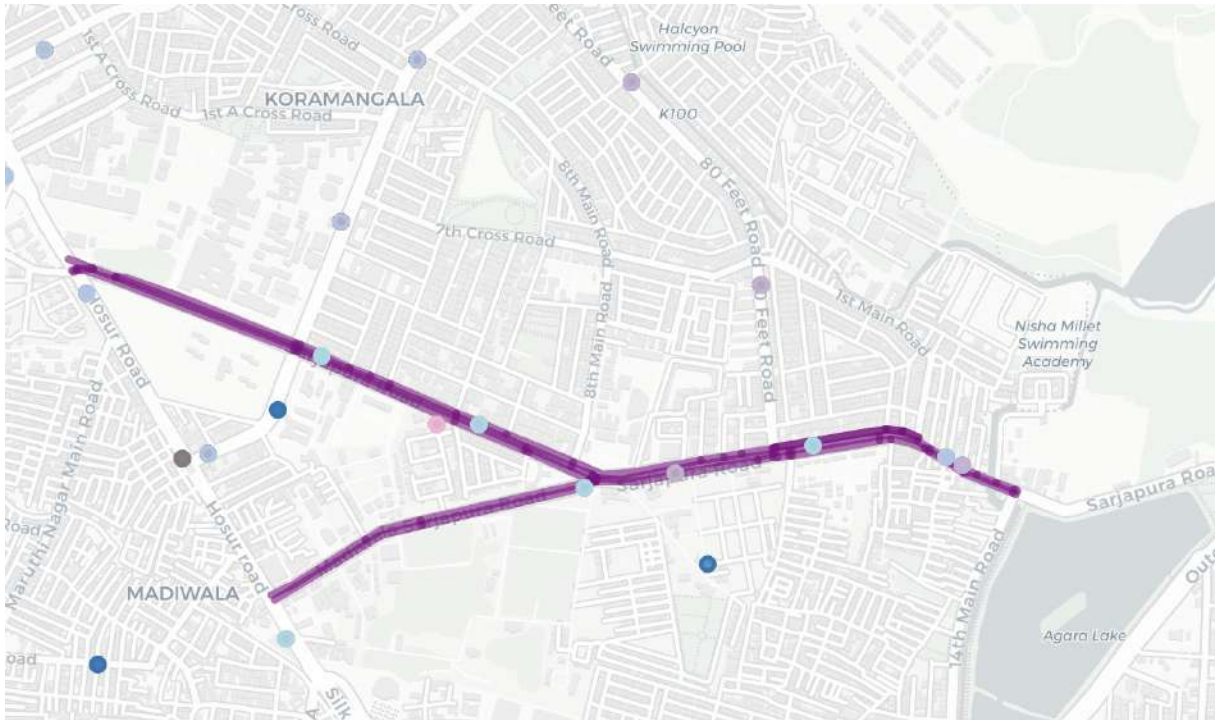 Cross Road
1st A Cross Road
Feet Road
Halcyon
Swimming Pool
KORAMANGALA
1st A Cross Road
K100
80 Feet Road
8th Main Road
7th Cross Road
8th Main Road
Feet Road
1st Main Road
Nisha Millet
Swimming
Academy
Hosur Road
Maruthi Nagar Main Road
Sarjapura Road
Sarjapura Roa
Hosur road
MADIWALA
14th Main Road
Agara Lake
Oute
Road
oad
Silk